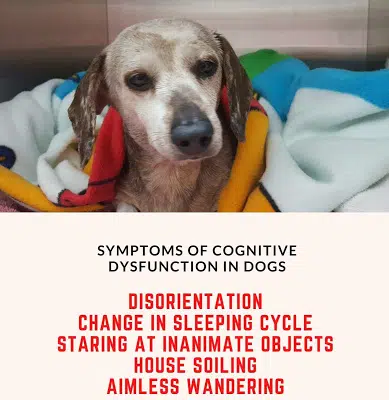 SYMPTOMS OF COGNITIVE
DYSFUNCTION IN DOGS
DISORIENTATION
CHANGE IN SLEEPING CYCLE
STARING AT INANIMATE OBJECTS
HOUSE SOILING
AIMLESS WANDERING